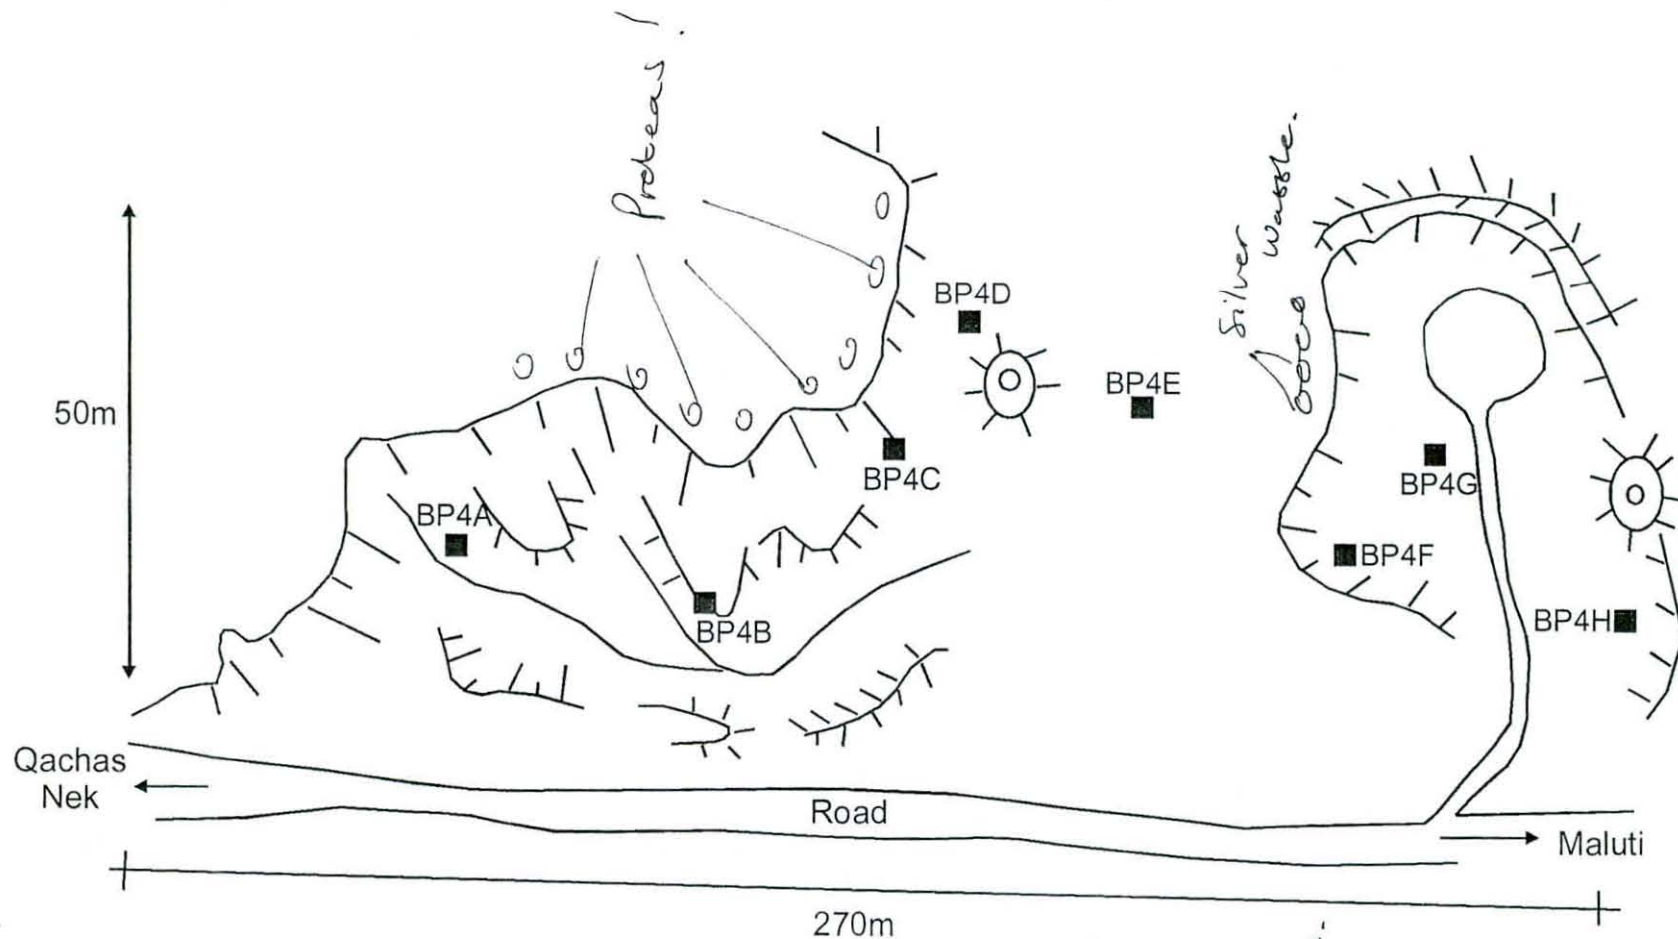 Proteas !
Silver
Wattle.
BP4D
BP4E
50m
BP4C
BP4G
BP4A
BP4F
BP4B
BP4H
Qachas
Nek
Road
Maluti
270m